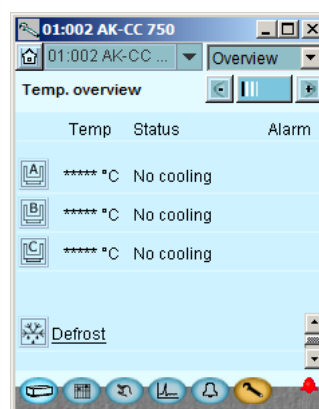 01:002 AK-CC 750
01:002 AK-CC ... Overview
Temp. overview
Temp Status Alarm
A ***** °C No cooling
B ***** °C No cooling
C ***** °C No cooling
Defrost